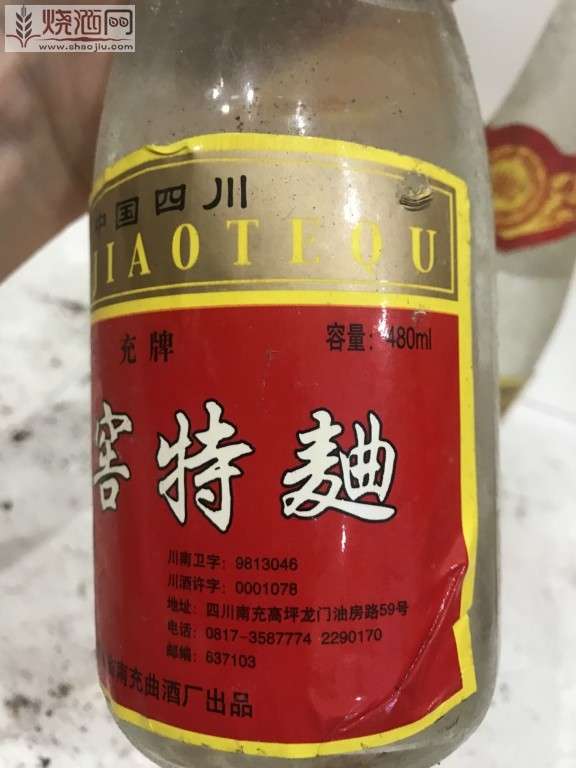 烧酒网
www.shaojiu.com
中国四川
JIAOTEQU
充牌
容量：480ml
窖特麯
川南卫字：9813046
川酒许字：0001078
地址：四川南充高坪龙门油房路59号
电话：0817-3587774 2290170
邮编：637103
南充曲酒厂出品